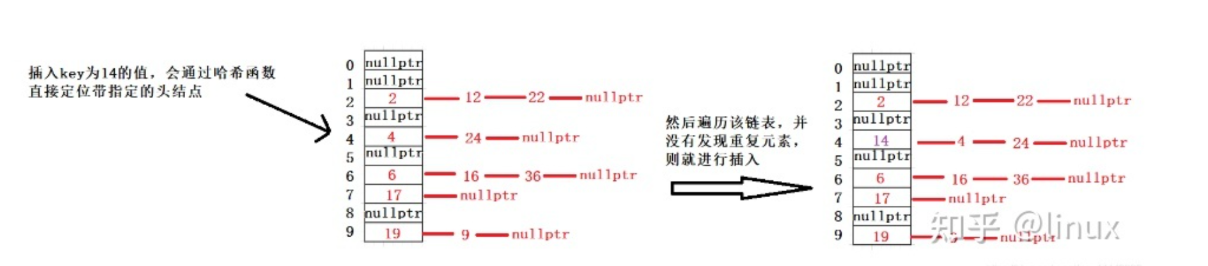 插入key为14的值，会通过哈希函数
直接定位带指定的头结点
0 nullptr
1 nullptr
2 2 12 22 nullptr
3 nullptr
4 4 24 nullptr
5 nullptr
6 6 16 36 nullptr
7 17 nullptr
8 nullptr
9 19 9 nullptr
然后遍历该链表，并
没有发现重复元素，
则就进行插入
0 nullptr
1 nullptr
2 2 12 22 nullptr
3 nullptr
4 14 4 24 nullptr
5 nullptr
6 6 16 36 nullptr
7 17 nullptr
8 nullptr
9 19 9 nullptr
知乎 @linux